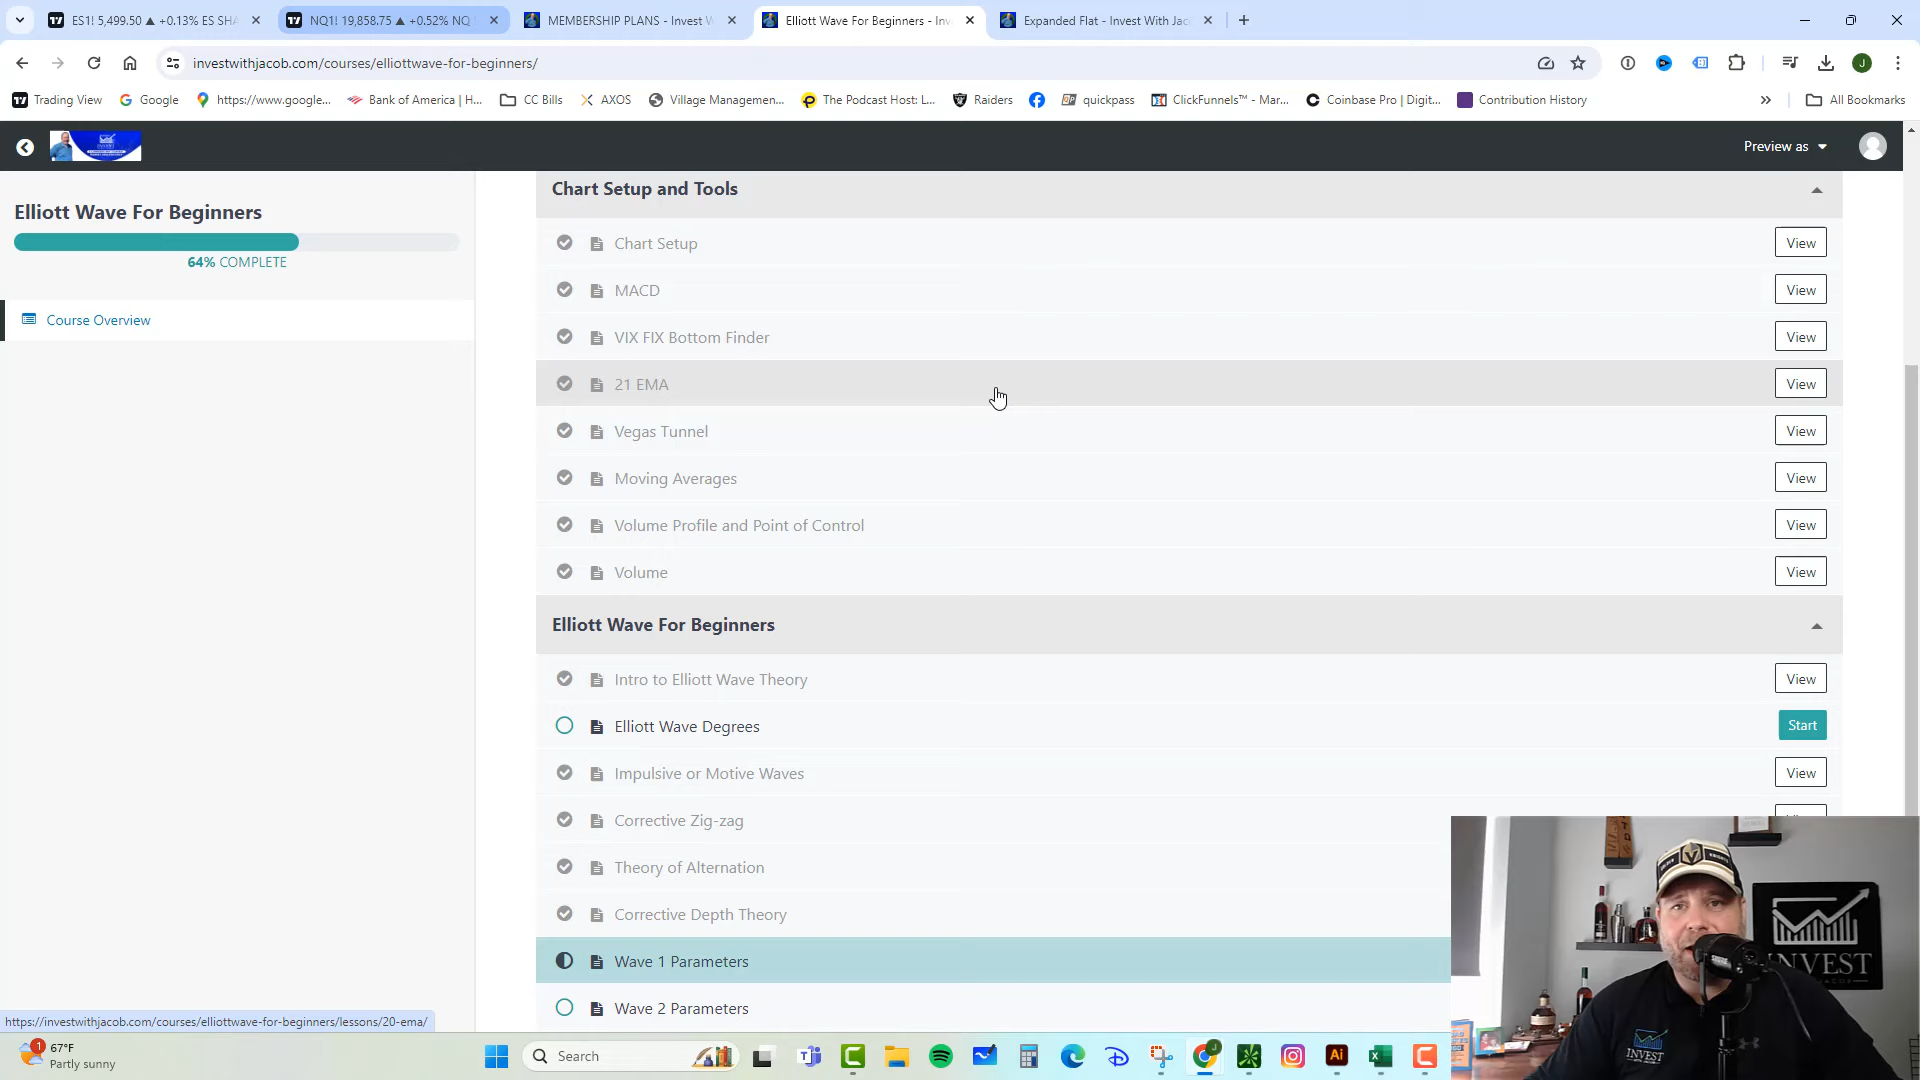 ES1! 5,499.50 ▲ +0.13% ES SHA
NQ1! 19,858.75 ▲ +0.52% NQ
MEMBERSHIP PLANS - Invest W
Elliott Wave For Beginners - Inv
Expanded Flat - Invest With Jac
investwithjacob.com/courses/elliottwave-for-beginners/
Trading View
Google
https://www.google...
Bank of America | H...
CC Bills
AXOS
Village Managemen...
The Podcast Host: L...
Raiders
quickpass
ClickFunnels™ - Mar...
Coinbase Pro | Digit...
Contribution History
All Bookmarks
Preview as
Elliott Wave For Beginners
64% COMPLETE
Course Overview
Chart Setup and Tools
Chart Setup View
MACD View
VIX FIX Bottom Finder View
21 EMA View
Vegas Tunnel View
Moving Averages View
Volume Profile and Point of Control View
Volume View
Elliott Wave For Beginners
Intro to Elliott Wave Theory View
Elliott Wave Degrees Start
Impulsive or Motive Waves View
Corrective Zig-zag
Theory of Alternation
Corrective Depth Theory
Wave 1 Parameters
Wave 2 Parameters
INVEST
INVEST
https://investwithjacob.com/courses/elliottwave-for-beginners/lessons/20-ema/
1
67°F
Partly sunny
Search
Ai